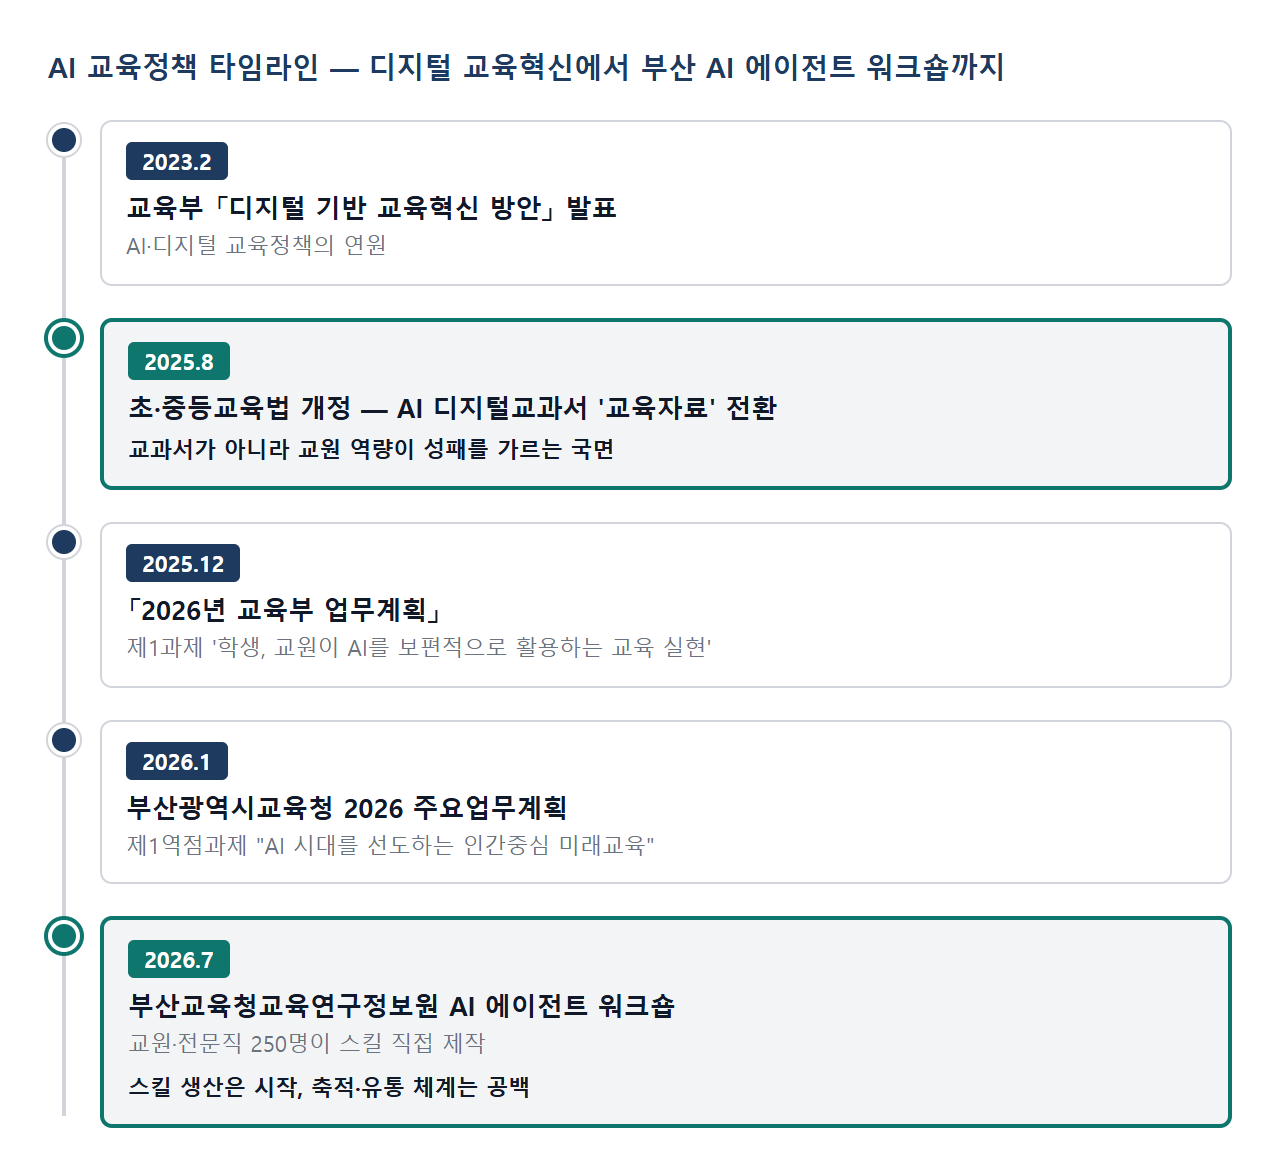 AI 교육정책 타임라인 — 디지털 교육혁신에서 부산 AI 에이전트 워크숍까지
2023.2
교육부 「디지털 기반 교육혁신 방안」 발표
AI·디지털 교육정책의 연원
2025.8
초·중등교육법 개정 — AI 디지털교과서 '교육자료' 전환
교과서가 아니라 교원 역량이 성패를 가르는 국면
2025.12
「2026년 교육부 업무계획」
제1과제 '학생, 교원이 AI를 보편적으로 활용하는 교육 실현'
2026.1
부산광역시교육청 2026 주요업무계획
제1역점과제 "AI 시대를 선도하는 인간중심 미래교육"
2026.7
부산교육청교육연구정보원 AI 에이전트 워크숍
교원·전문직 250명이 스킬 직접 제작
스킬 생산은 시작, 축적·유통 체계는 공백